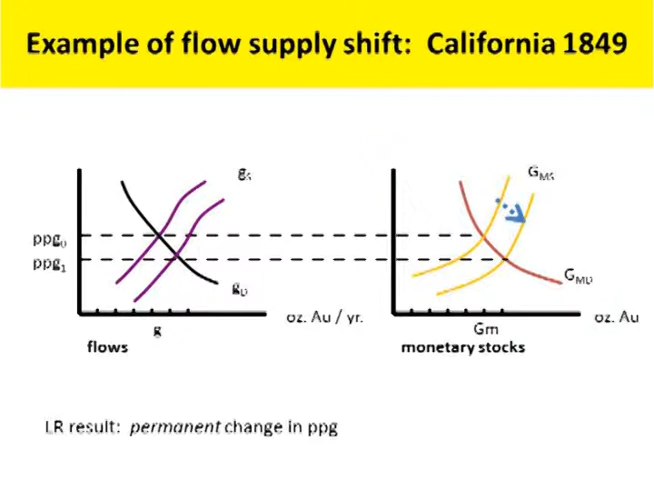 Example of flow supply shift: California 1849
gS
GMS
ppg0
ppg1
gD
GMD
oz. Au / yr.
oz. Au
g
Gm
flows
monetary stocks
LR result: permanent change in ppg